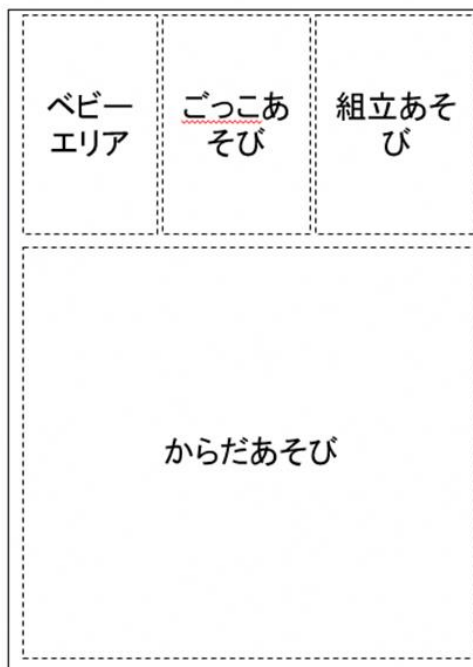 ベビー
エリア
ごっこあ
そび
組立あそ
び
からだあそび